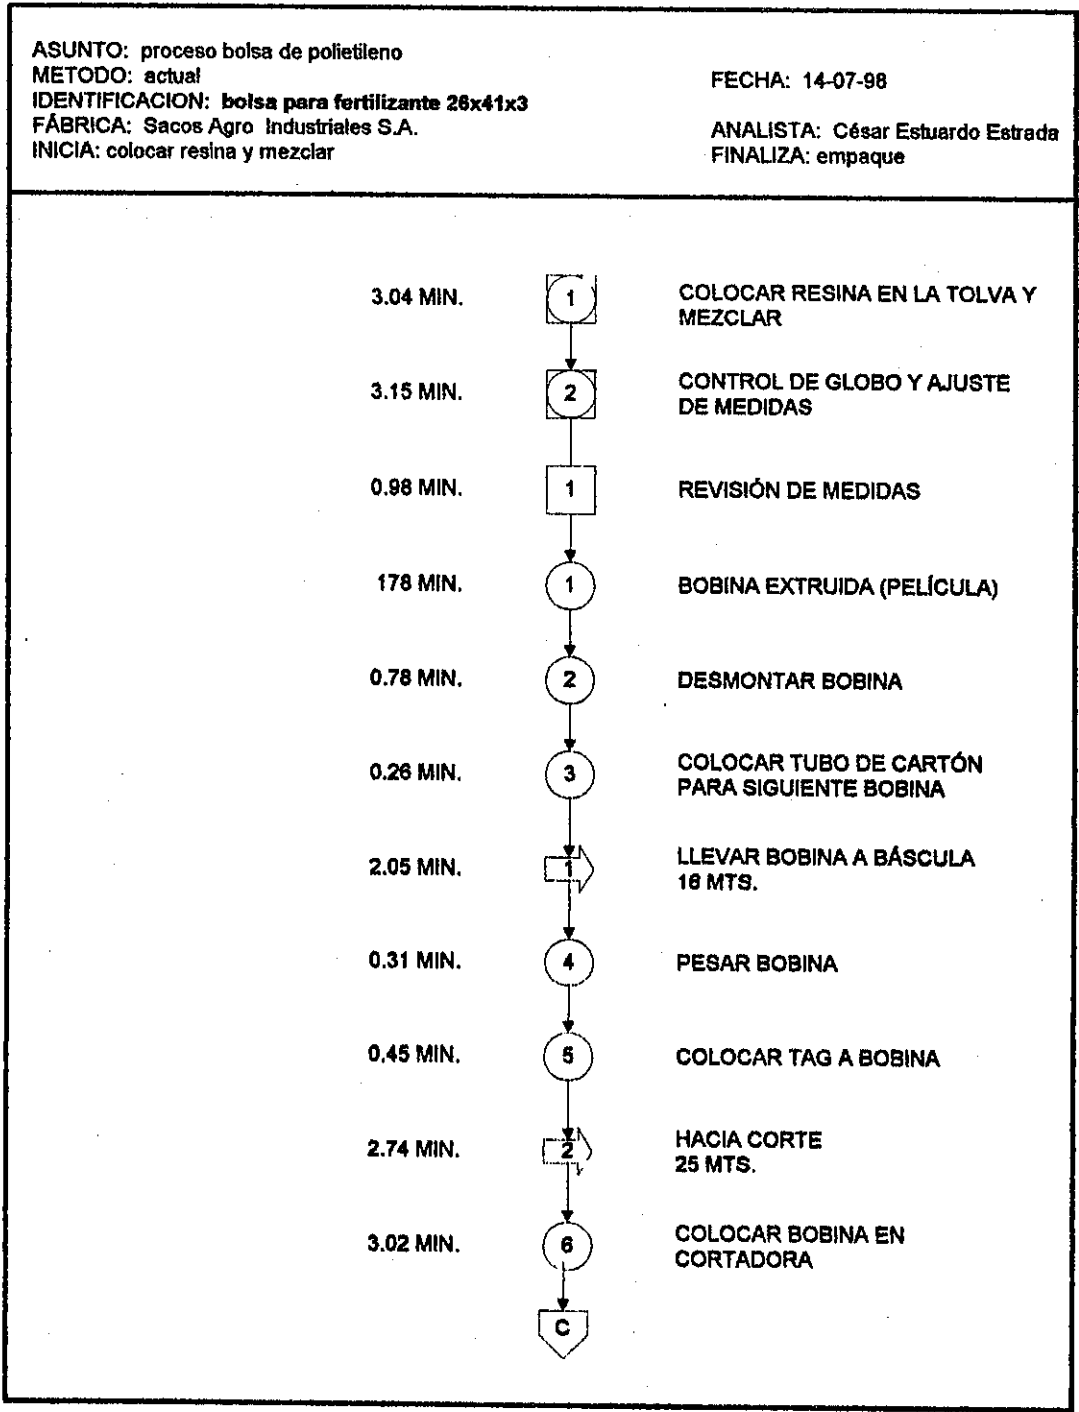 ASUNTO: proceso bolsa de polietileno
METODO: actual
FECHA: 14-07-98
IDENTIFICACION: bolsa para fertilizante 26x41x3
FÁBRICA: Sacos Agro Industriales S.A.
ANALISTA: César Estuardo Estrada
INICIA: colocar resina y mezclar
FINALIZA: empaque
3.04 MIN.
1
COLOCAR RESINA EN LA TOLVA Y
MEZCLAR
3.15 MIN.
2
CONTROL DE GLOBO Y AJUSTE
DE MEDIDAS
0.98 MIN.
1
REVISIÓN DE MEDIDAS
178 MIN.
1
BOBINA EXTRUIDA (PELÍCULA)
0.78 MIN.
2
DESMONTAR BOBINA
0.26 MIN.
3
COLOCAR TUBO DE CARTÓN
PARA SIGUIENTE BOBINA
2.05 MIN.
1
LLEVAR BOBINA A BÁSCULA
16 MTS.
0.31 MIN.
4
PESAR BOBINA
0.45 MIN.
5
COLOCAR TAG A BOBINA
2.74 MIN.
2
HACIA CORTE
25 MTS.
3.02 MIN.
6
COLOCAR BOBINA EN
CORTADORA
C